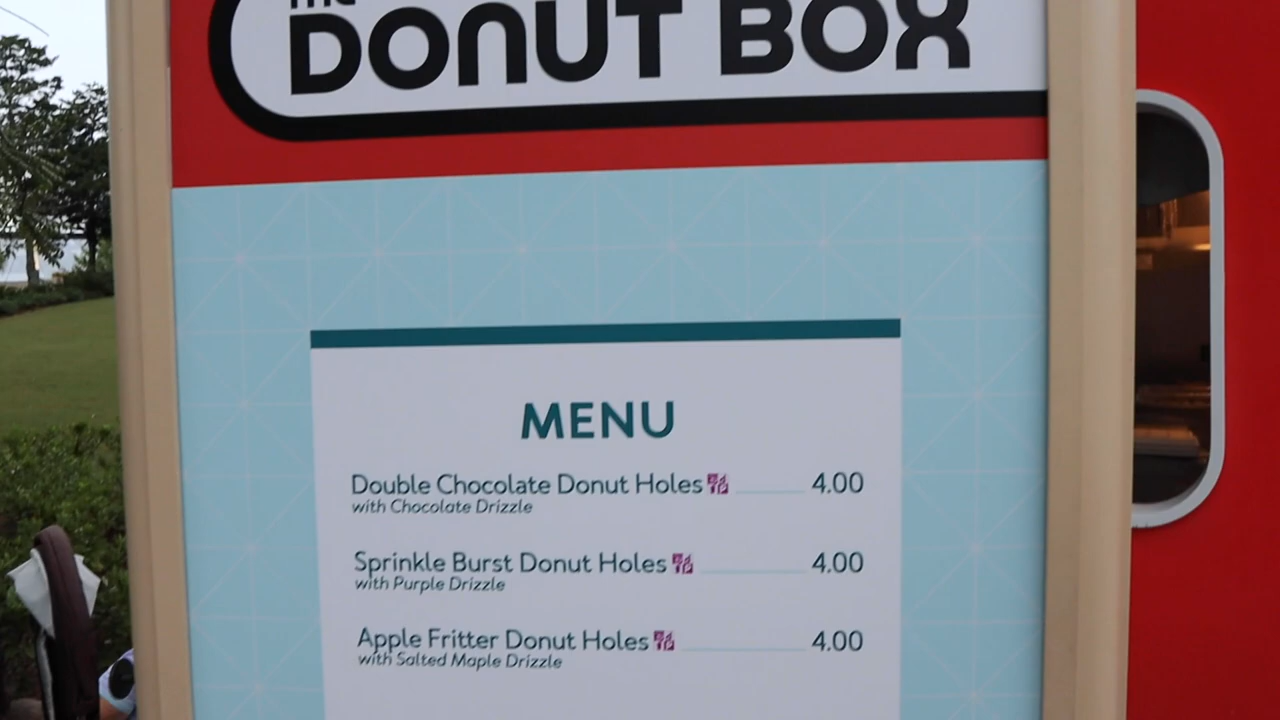 THE
DONUT BOX
MENU
Double Chocolate Donut Holes 4.00
with Chocolate Drizzle
Sprinkle Burst Donut Holes 4.00
with Purple Drizzle
Apple Fritter Donut Holes 4.00
with Salted Maple Drizzle